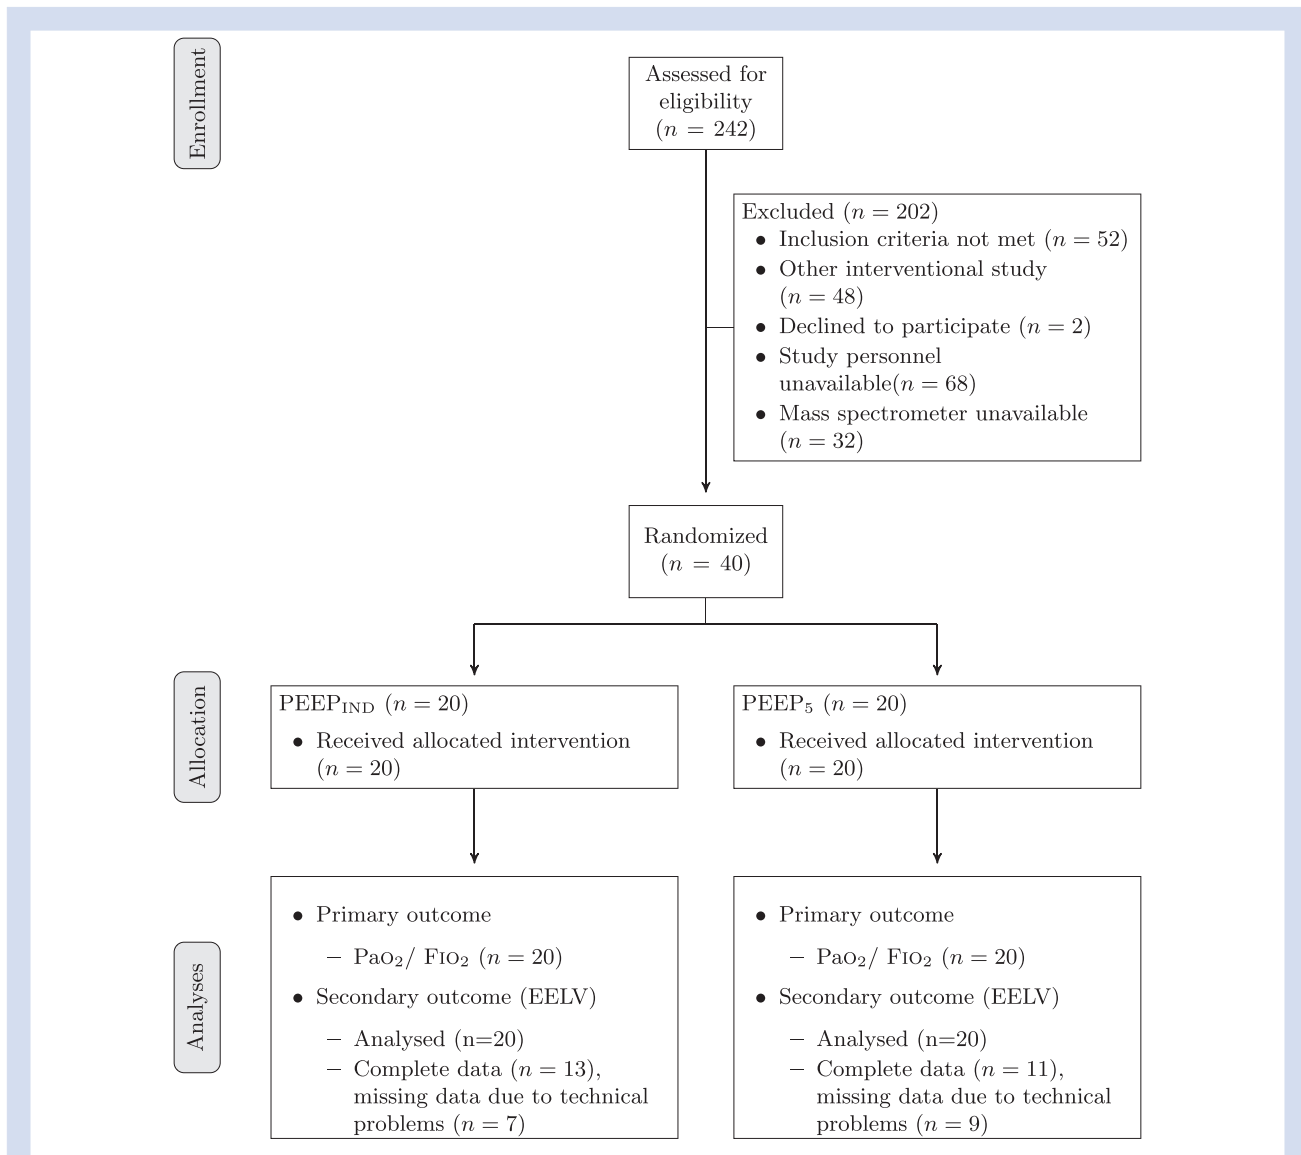 Enrollment
Assessed for
eligibility
(n = 242)
Excluded (n = 202)
• Inclusion criteria not met (n = 52)
• Other interventional study
(n = 48)
• Declined to participate (n = 2)
• Study personnel
unavailable(n = 68)
• Mass spectrometer unavailable
(n = 32)
Randomized
(n = 40)
Allocation
PEEPIND (n = 20)
• Received allocated intervention
(n = 20)
PEEP5 (n = 20)
• Received allocated intervention
(n = 20)
Analyses
• Primary outcome
– PaO2/ FIO2 (n = 20)
• Secondary outcome (EELV)
– Analysed (n=20)
– Complete data (n = 13),
missing data due to technical
problems (n = 7)
• Primary outcome
– PaO2/ FIO2 (n = 20)
• Secondary outcome (EELV)
– Analysed (n=20)
– Complete data (n = 11),
missing data due to technical
problems (n = 9)